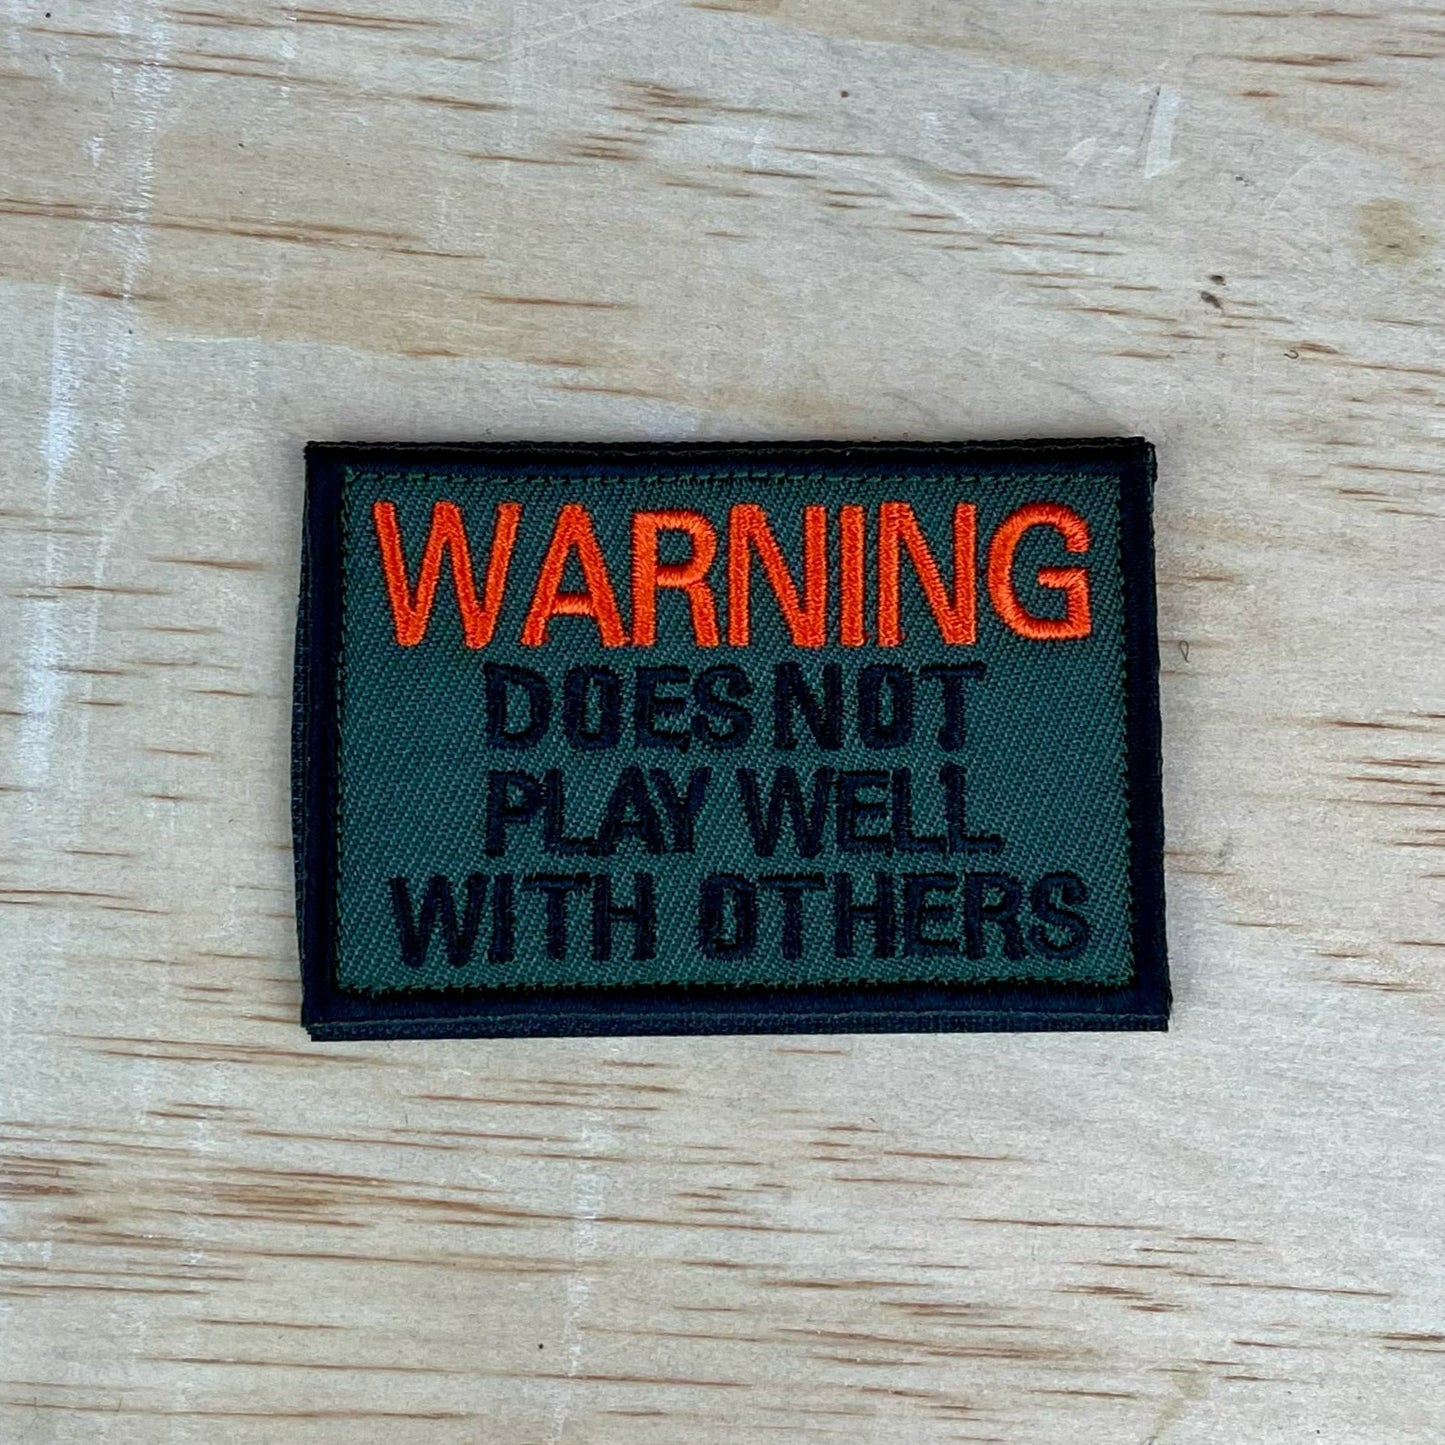 WARNING
DOES NOT
PLAY WELL
WITH OTHERS